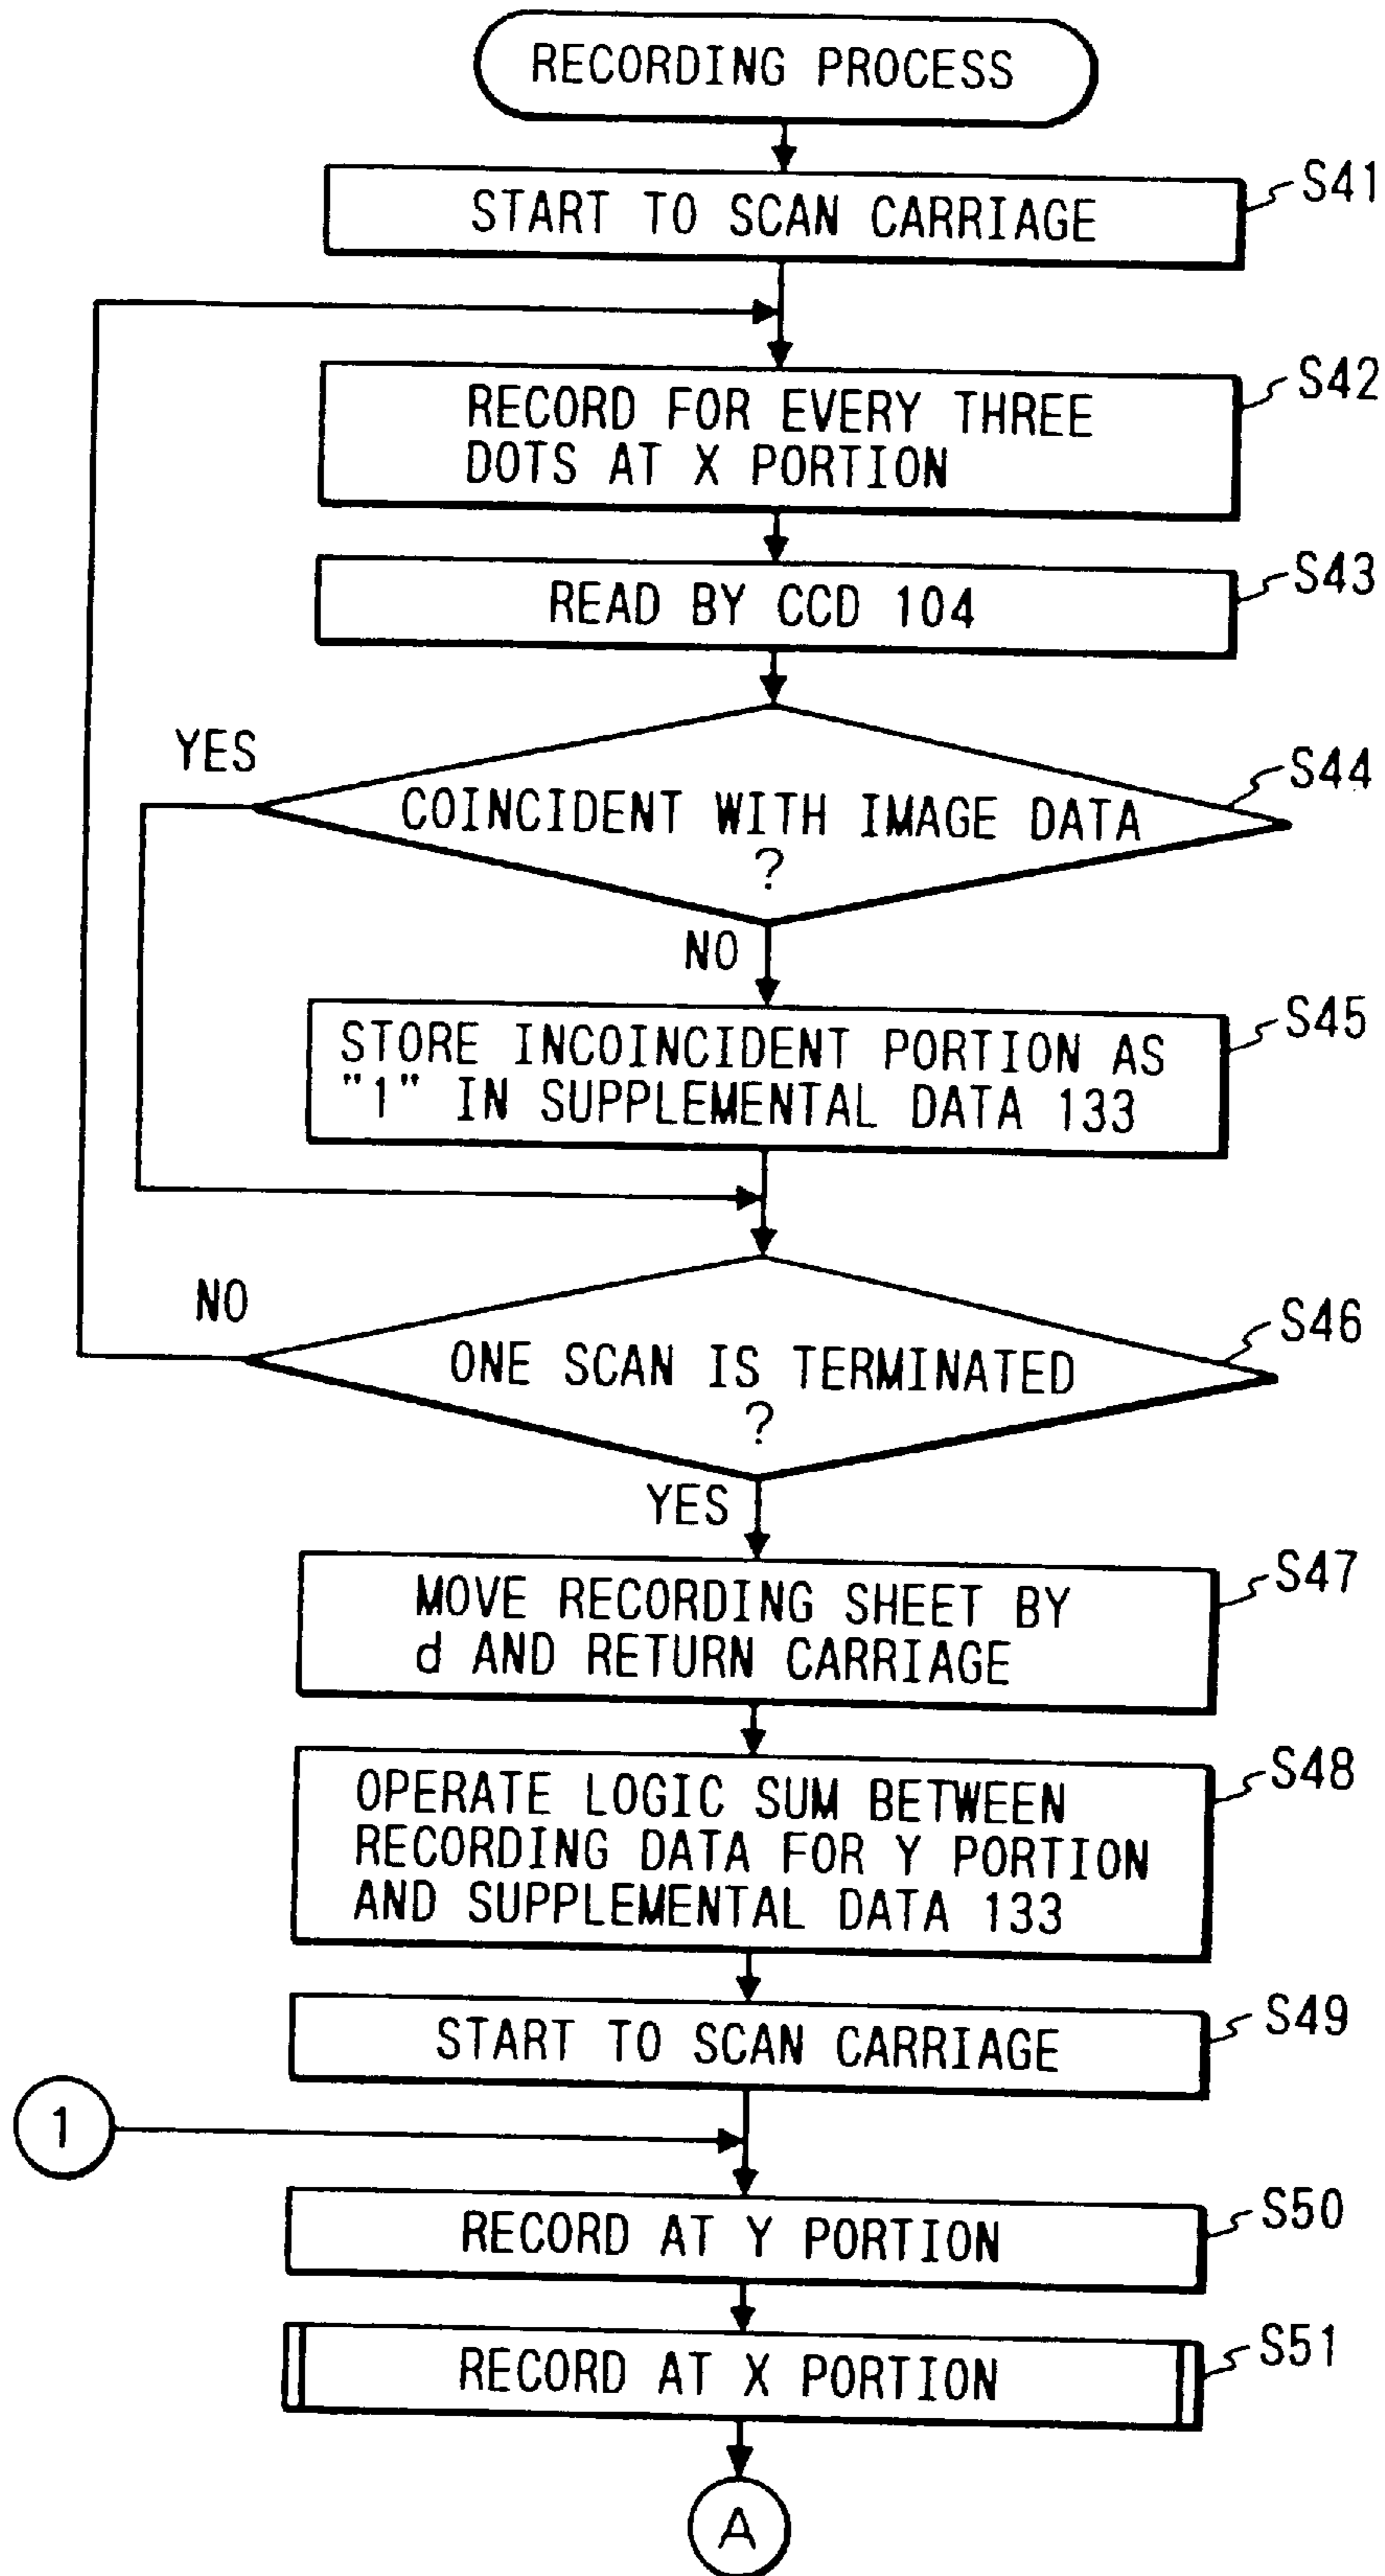 RECORDING PROCESS
START TO SCAN CARRIAGE
S41
RECORD FOR EVERY THREE
DOTS AT X PORTION
S42
READ BY CCD 104
S43
YES
COINCIDENT WITH IMAGE DATA
?
S44
NO
STORE INCOINCIDENT PORTION AS
"1" IN SUPPLEMENTAL DATA 133
S45
NO
ONE SCAN IS TERMINATED
?
S46
YES
MOVE RECORDING SHEET BY
d AND RETURN CARRIAGE
S47
OPERATE LOGIC SUM BETWEEN
RECORDING DATA FOR Y PORTION
AND SUPPLEMENTAL DATA 133
S48
START TO SCAN CARRIAGE
S49
1
RECORD AT Y PORTION
S50
RECORD AT X PORTION
S51
A